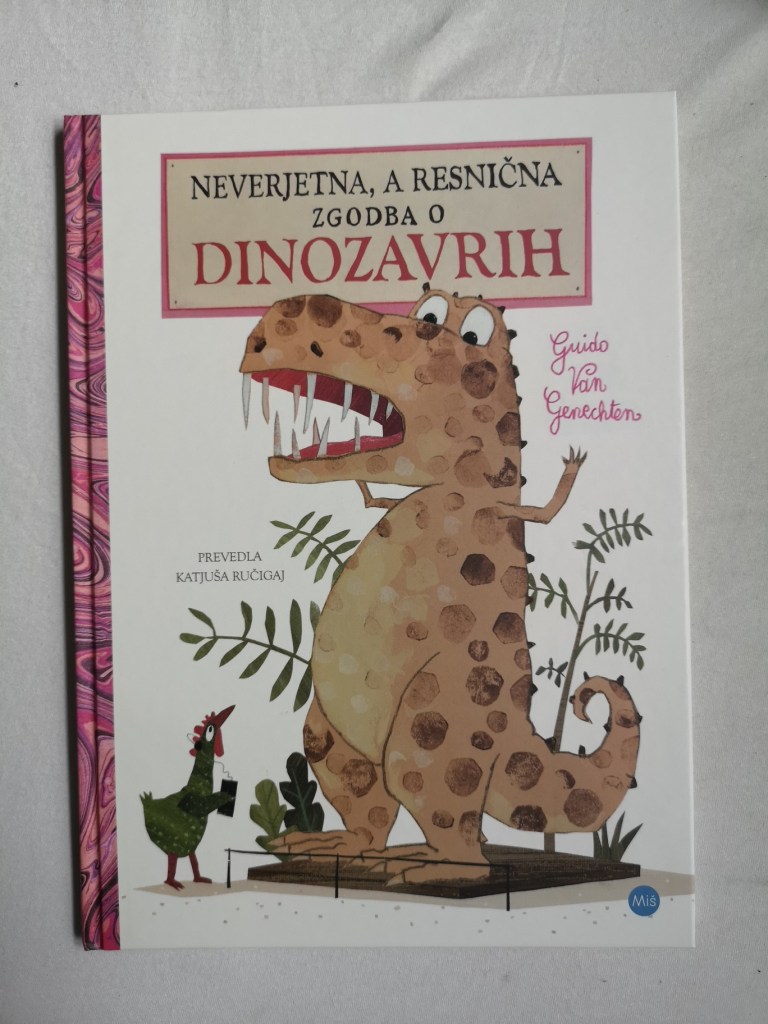 NEVERJETNA, A RESNIČNA
ZGODBA O
DINOZAVRIH
Guido
Van
Genechten
PREVEDLA
KATJUŠA RUČIGAJ
Miš